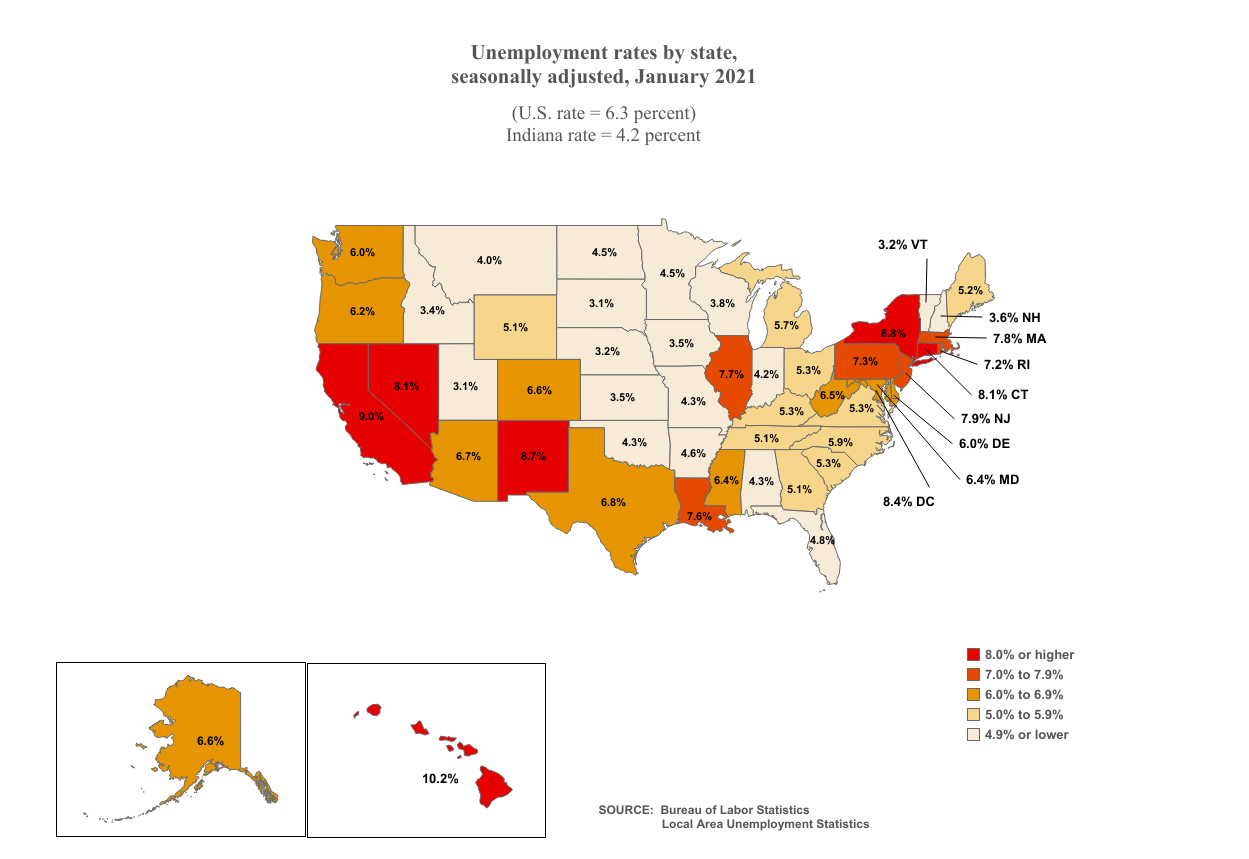 Unemployment rates by state,
seasonally adjusted, January 2021
(U.S. rate = 6.3 percent)
Indiana rate = 4.2 percent
3.2% VT
6.0%
4.0%
4.5%
4.5%
5.2%
3.4%
3.1%
3.8%
6.2%
5.1%
5.7%
3.6% NH
8.8%
7.8% MA
3.2%
3.5%
7.3%
7.2% RI
8.1%
3.1%
6.6%
7.7%
4.2%
5.3%
8.1% CT
3.5%
4.3%
6.5%
5.3%
9.0%
5.3%
7.9% NJ
4.3%
5.1%
5.9%
6.0% DE
6.7%
8.7%
4.6%
5.3%
6.4%
4.3%
5.1%
6.4% MD
6.8%
8.4% DC
7.6%
4.8%
8.0% or higher
7.0% to 7.9%
6.0% to 6.9%
5.0% to 5.9%
4.9% or lower
6.6%
10.2%
SOURCE: Bureau of Labor Statistics
Local Area Unemployment Statistics